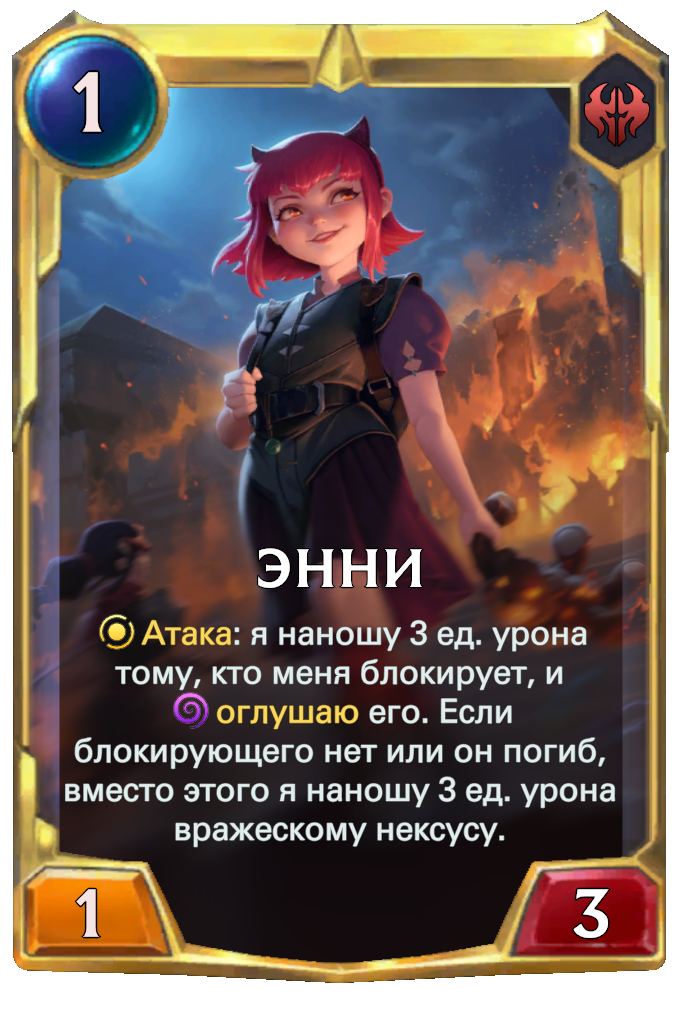 1
ЭННИ
Атака: я наношу 3 ед. урона
тому, кто меня блокирует, и
оглушаю его. Если
блокирующего нет или он погиб,
вместо этого я наношу 3 ед. урона
вражескому нексусу.
1
3